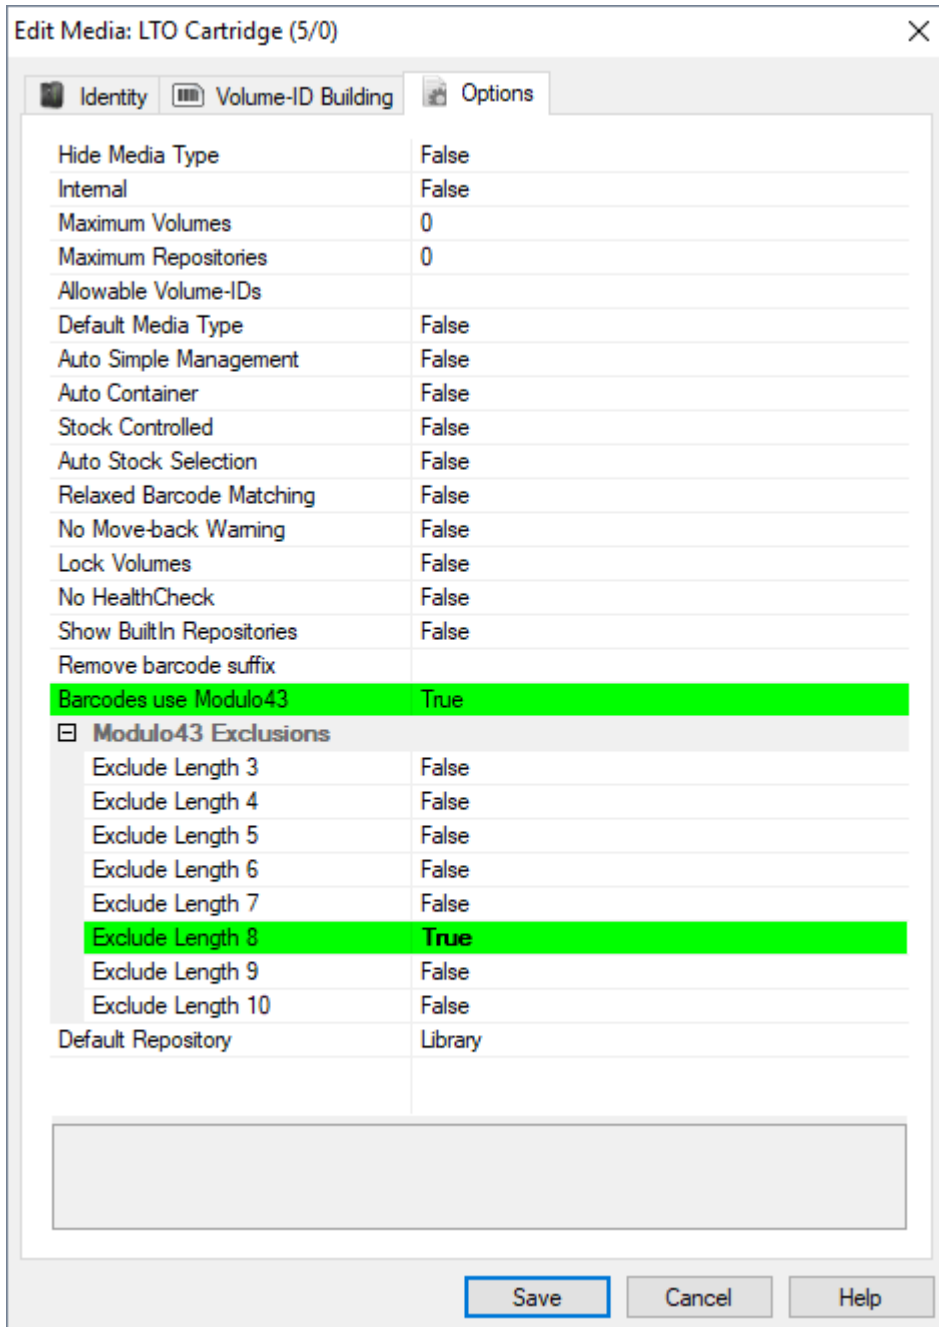 Edit Media: LTO Cartridge (5/0)
Identity Volume-ID Building Options
Hide Media Type False
Internal False
Maximum Volumes 0
Maximum Repositories 0
Allowable Volume-IDs
Default Media Type False
Auto Simple Management False
Auto Container False
Stock Controlled False
Auto Stock Selection False
Relaxed Barcode Matching False
No Move-back Warning False
Lock Volumes False
No HealthCheck False
Show BuiltIn Repositories False
Remove barcode suffix
Barcodes use Modulo43 True
Modulo43 Exclusions
Exclude Length 3 False
Exclude Length 4 False
Exclude Length 5 False
Exclude Length 6 False
Exclude Length 7 False
Exclude Length 8 True
Exclude Length 9 False
Exclude Length 10 False
Default Repository Library
Save Cancel Help